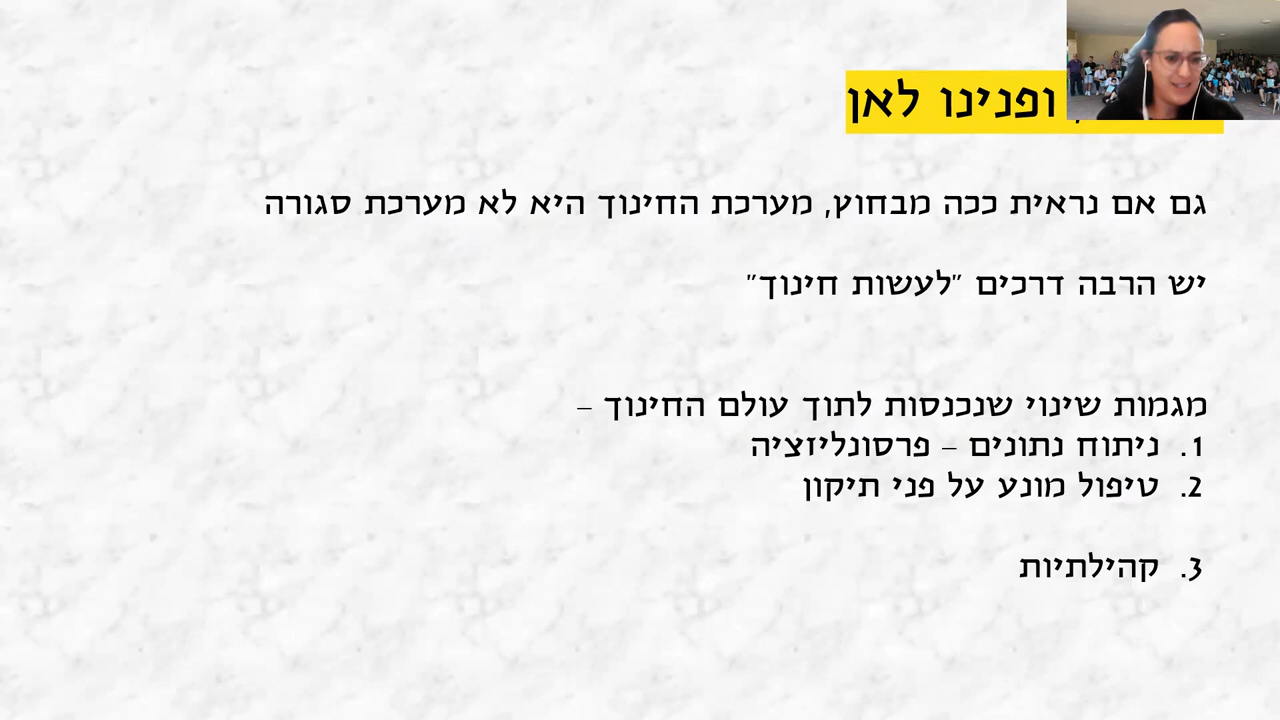 ופנינו לאן
גם אם נראית ככה מבחוץ, מערכת החינוך היא לא מערכת סגורה
יש הרבה דרכים "לעשות חינוך"
מגמות שינוי שנכנסות לתוך עולם החינוך –
1. ניתוח נתונים – פרסונליזציה
2. טיפול מונע על פני תיקון
3. קהילתיות